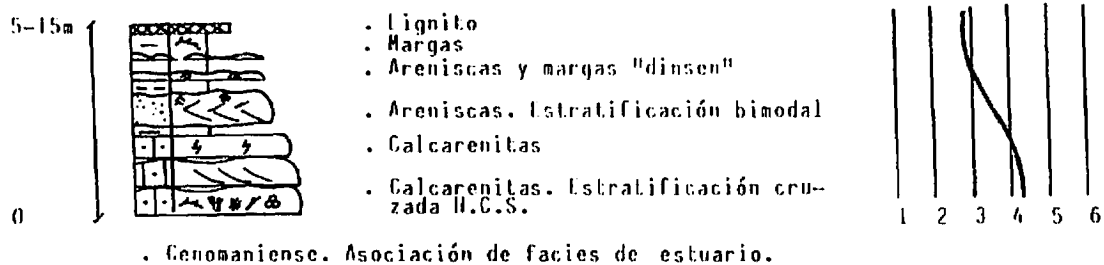 5-15m
. Lignito
. Margas
. Areniscas y margas "dinsen"
. Areniscas. Estratificación bimodal
. Calcarenitas
. Calcarenitas. Estratificación cru-
zada H.C.S.
0
1 2 3 4 5 6
. Cenomaniense. Asociación de facies de estuario.